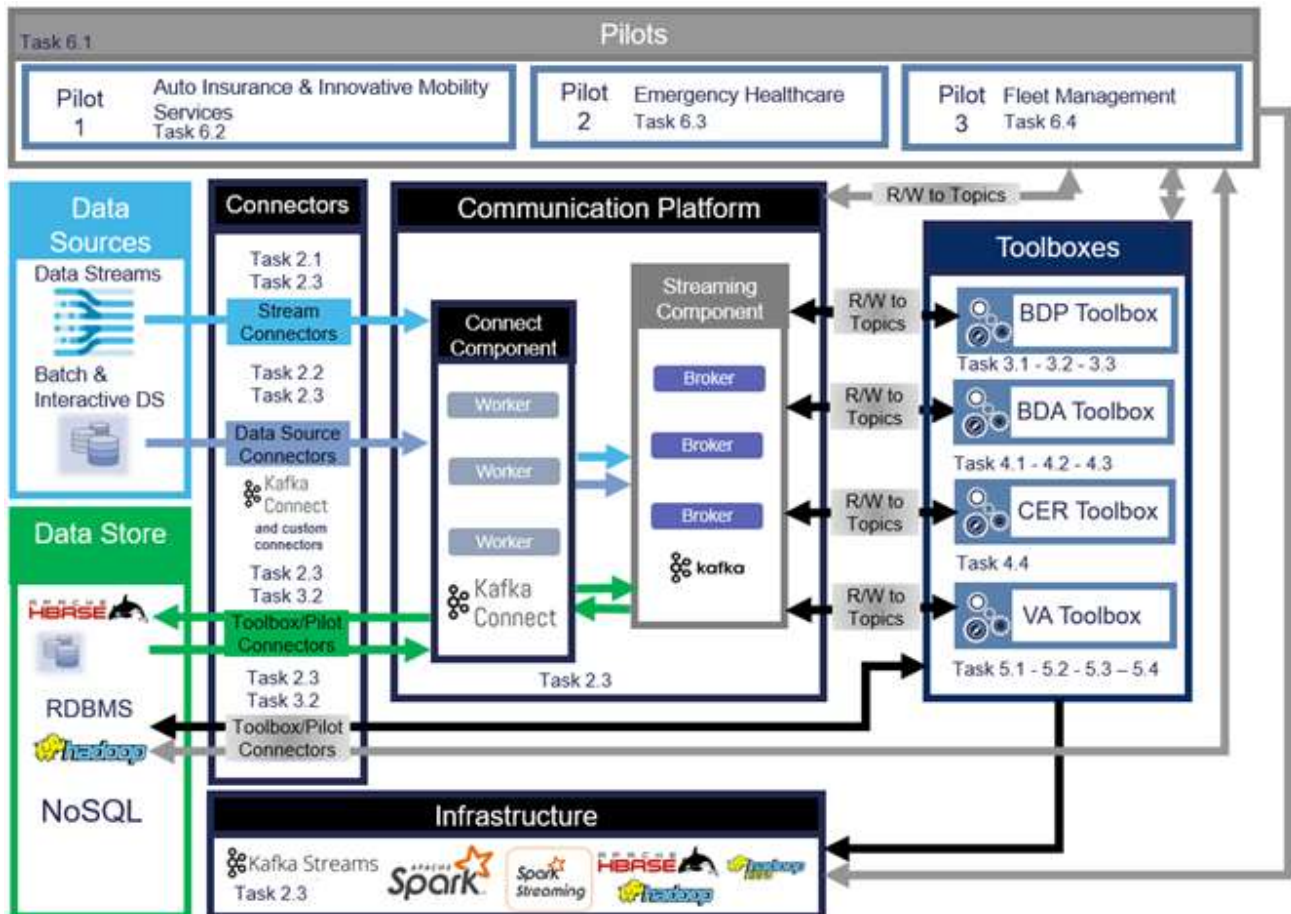 Pilots
Task 6.1
Pilot
1
Auto Insurance & Innovative Mobility
Services
Task 6.2
Pilot
2
Emergency Healthcare
Task 6.3
Pilot
3
Fleet Management
Task 6.4
R/W to Topics
Data
Sources
Data Streams
Batch &
Interactive DS
Data Store
APACHE
HBASE
RDBMS
hadoop
NoSQL
Connectors
Task 2.1
Task 2.3
Stream
Connectors
Task 2.2
Task 2.3
Data Source
Connectors
Kafka
Connect
and custom
connectors
Task 2.3
Task 3.2
Toolbox/Pilot
Connectors
Task 2.3
Task 3.2
Toolbox/Pilot
Connectors
Communication Platform
Connect
Component
Worker
Worker
Worker
Kafka
Connect
Streaming
Component
Broker
Broker
Broker
kafka
Task 2.3
R/W to
Topics
R/W to
Topics
R/W to
Topics
R/W to
Topics
Toolboxes
BDP Toolbox
Task 3.1 - 3.2 - 3.3
BDA Toolbox
Task 4.1 - 4.2 - 4.3
CER Toolbox
Task 4.4
VA Toolbox
Task 5.1 - 5.2 - 5.3 – 5.4
Infrastructure
Kafka Streams
Task 2.3
APACHE
Spark
Spark
Streaming
APACHE
HBASE
hadoop
hadoop